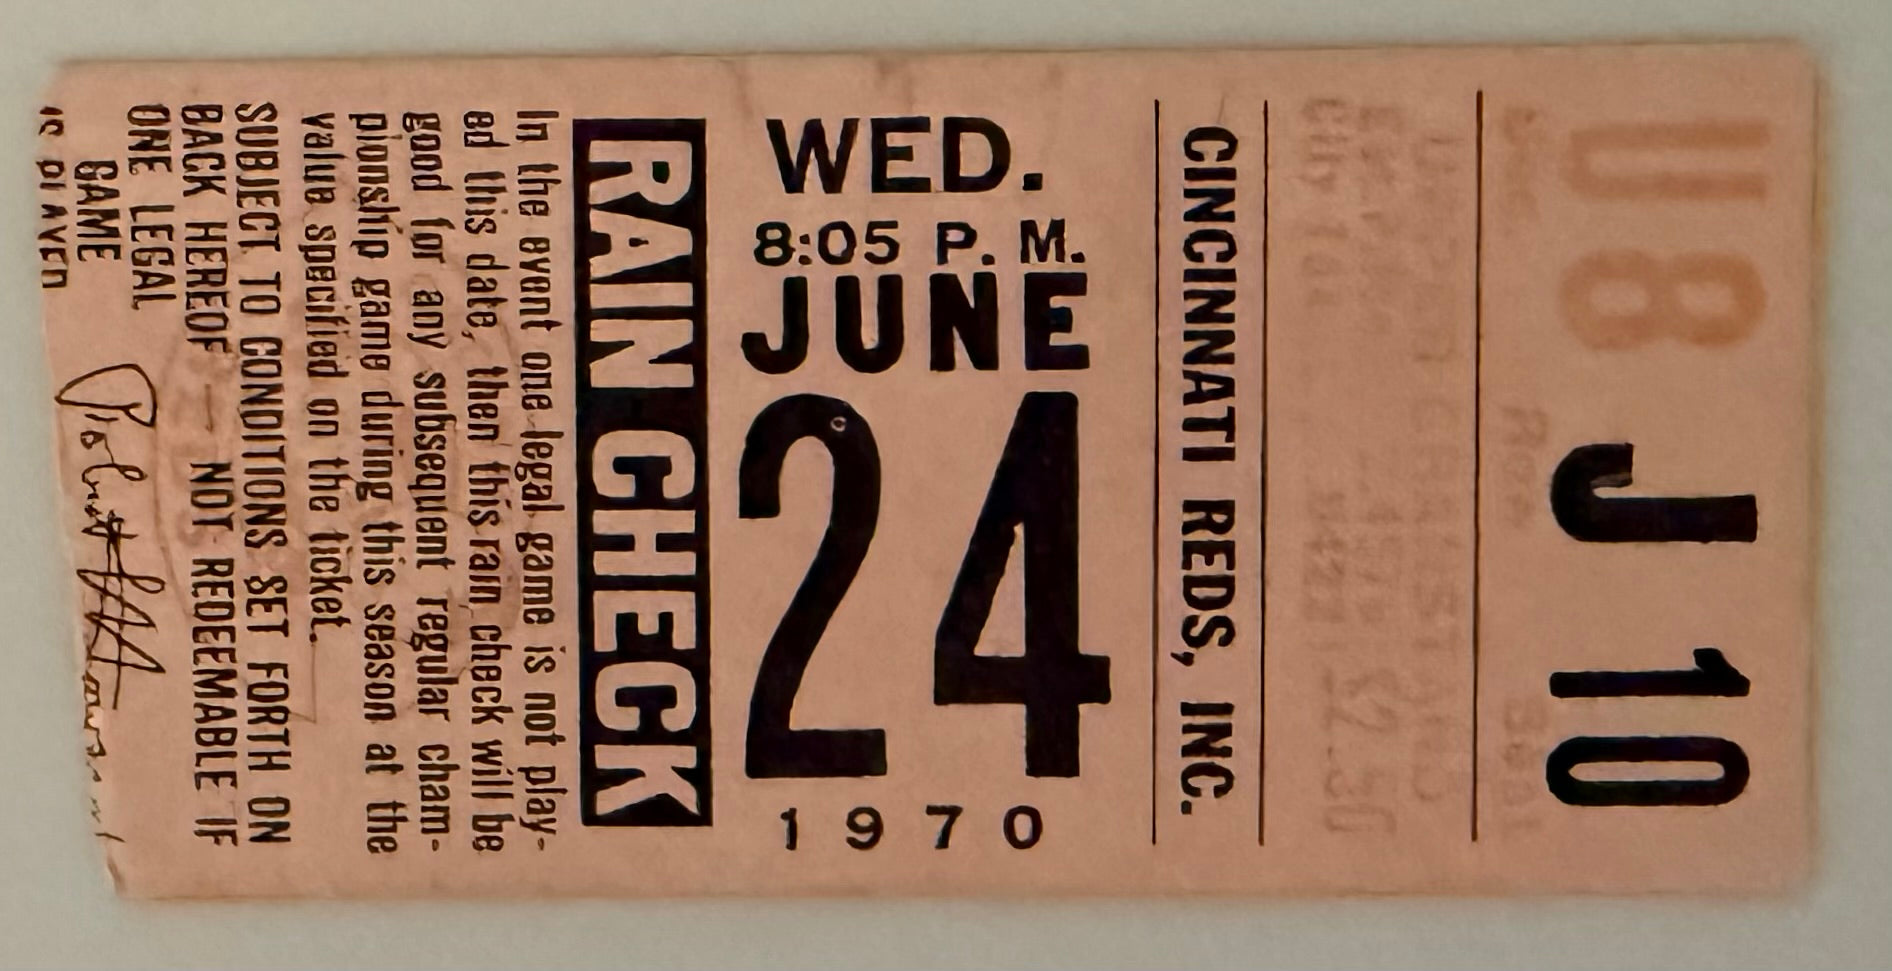 U8 J 10
CINCINNATI REDS, INC.
WED.
8:05 P. M.
JUNE
24
1970
RAIN CHECK
In the event one legal game is not play-
ed this date, then this rain check will be
good for any subsequent regular cham-
pionship game during this season at the
value specified on the ticket.
SUBJECT TO CONDITIONS SET FORTH ON
BACK HEREOF — NOT REDEEMABLE IF
ONE LEGAL
GAME
IS PLAYED